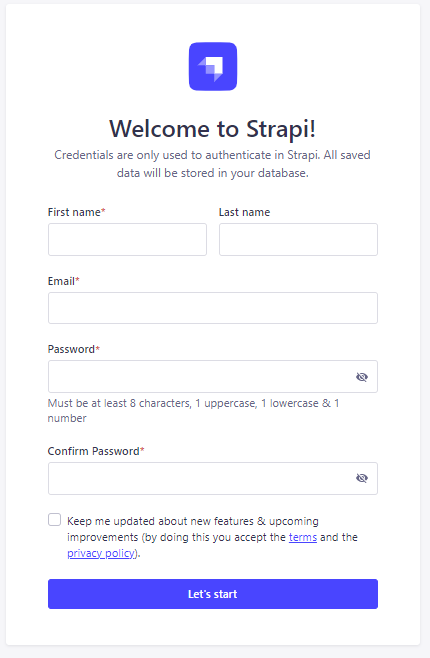 Welcome to Strapi!
Credentials are only used to authenticate in Strapi. All saved
data will be stored in your database.
First name*
Last name
Email*
Password*
Must be at least 8 characters, 1 uppercase, 1 lowercase & 1
number
Confirm Password*
Keep me updated about new features & upcoming
improvements (by doing this you accept the terms and the
privacy policy).
Let's start